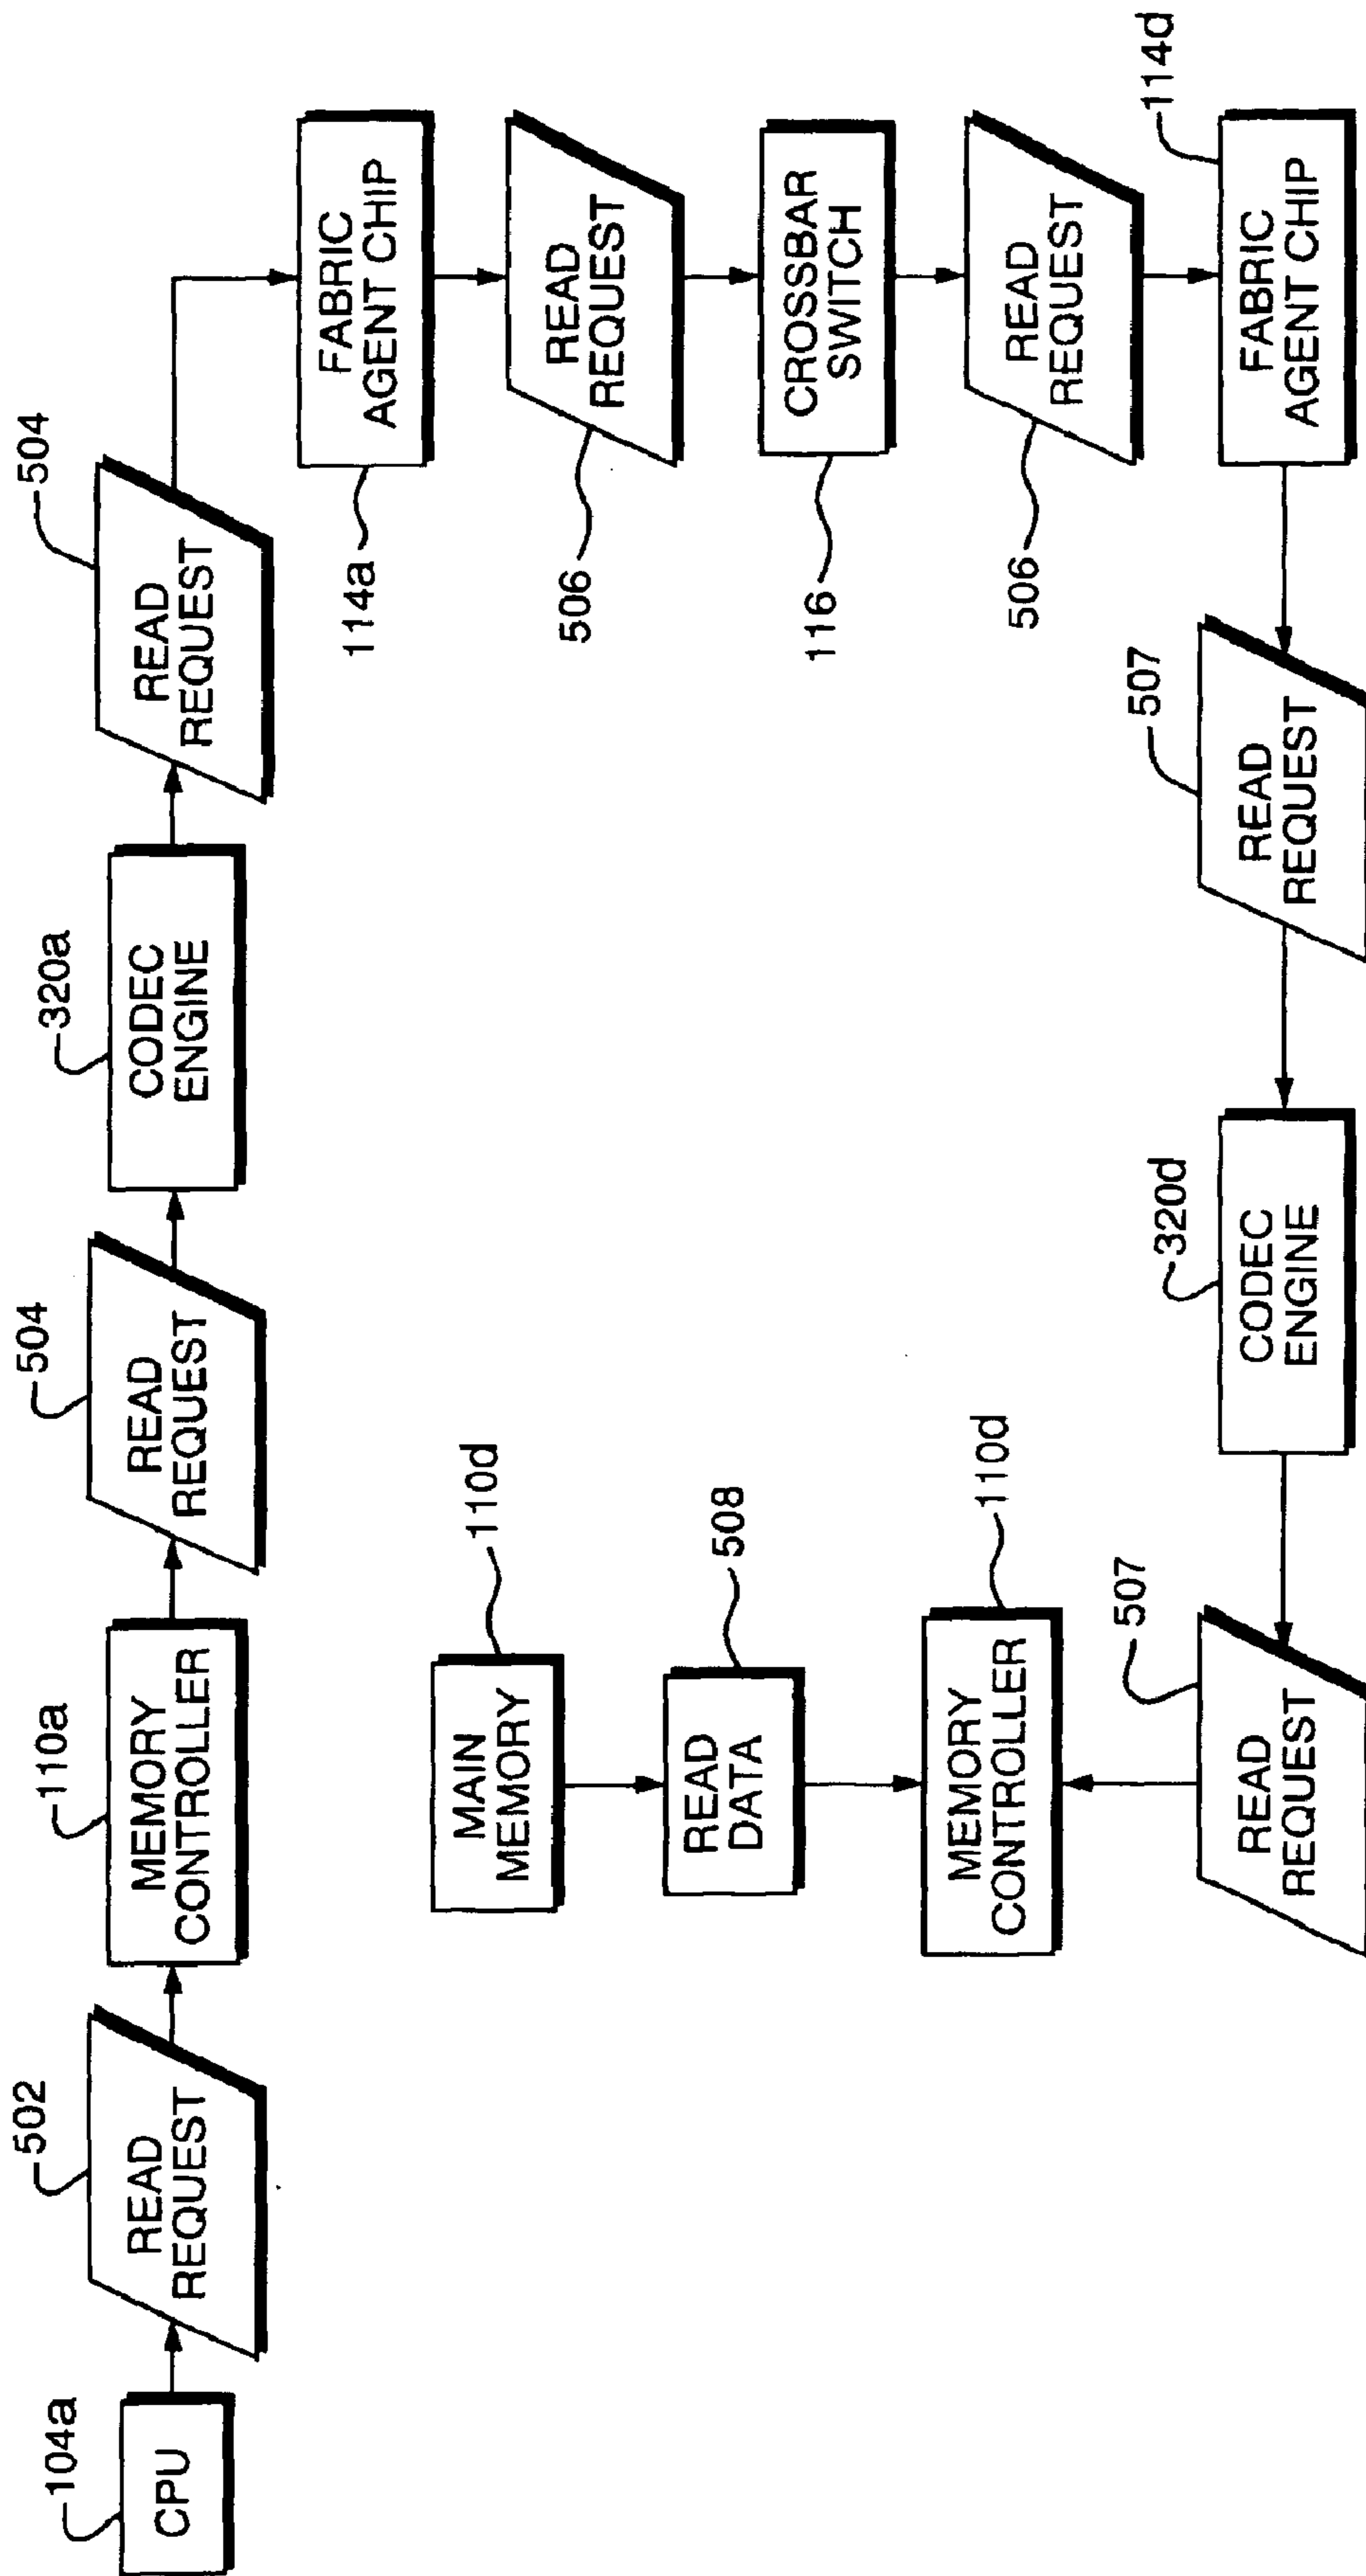 104a
CPU
502
READ
REQUEST
110a
MEMORY
CONTROLLER
504
READ
REQUEST
320a
CODEC
ENGINE
504
READ
REQUEST
FABRIC
AGENT CHIP
114a
READ
REQUEST
506
CROSSBAR
SWITCH
116
READ
REQUEST
506
114d
FABRIC
AGENT CHIP
507
READ
REQUEST
320d
CODEC
ENGINE
507
READ
REQUEST
110d
MEMORY
CONTROLLER
508
READ
DATA
110d
MAIN
MEMORY